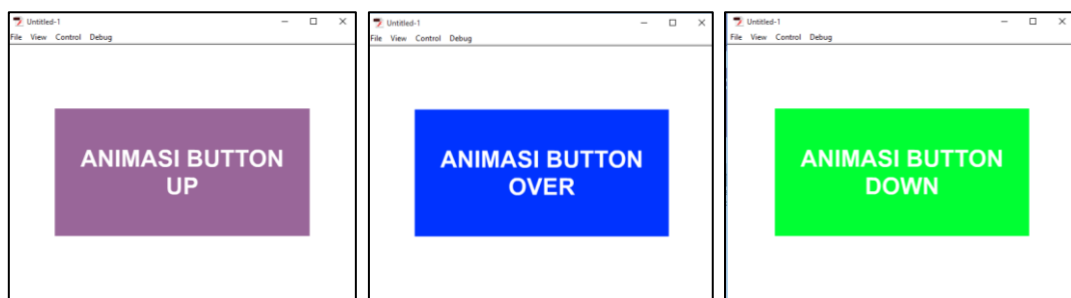 Untitled-1
File View Control Debug
ANIMASI BUTTON
UP
Untitled-1
File View Control Debug
ANIMASI BUTTON
OVER
Untitled-1
File View Control Debug
ANIMASI BUTTON
DOWN